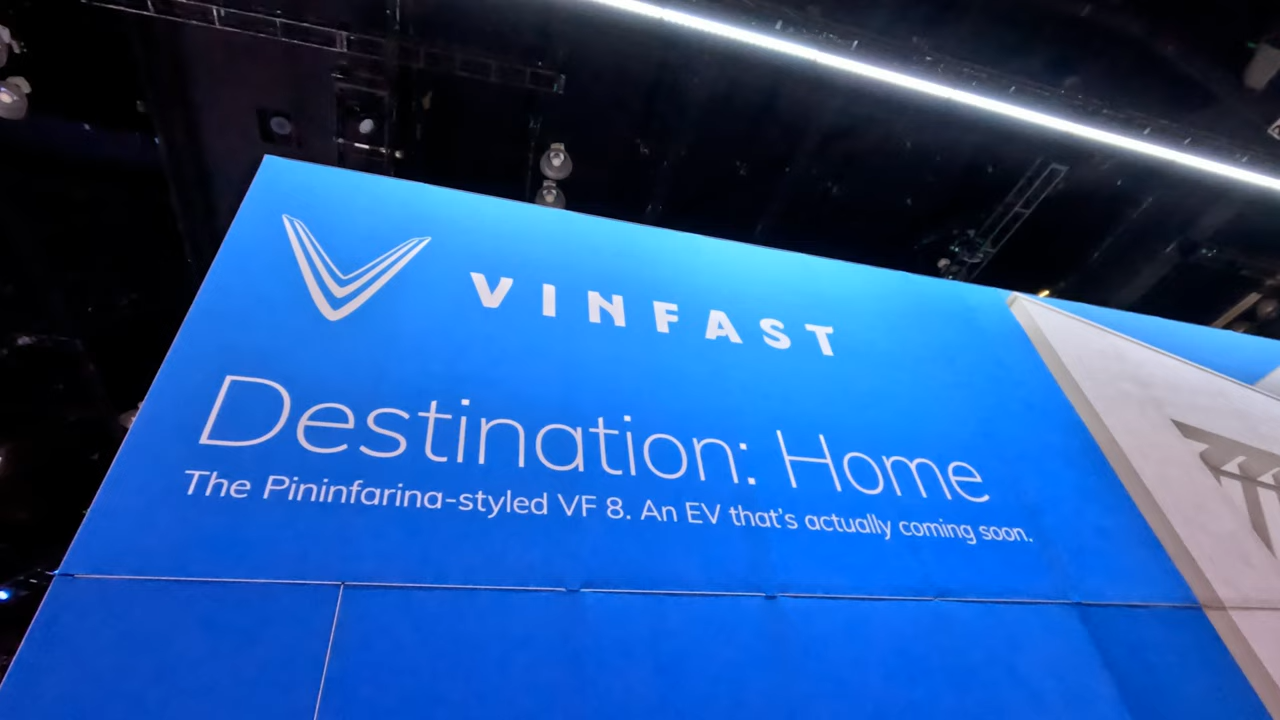 VINFAST
Destination: Home
The Pininfarina-styled VF 8. An EV that's actually coming soon.